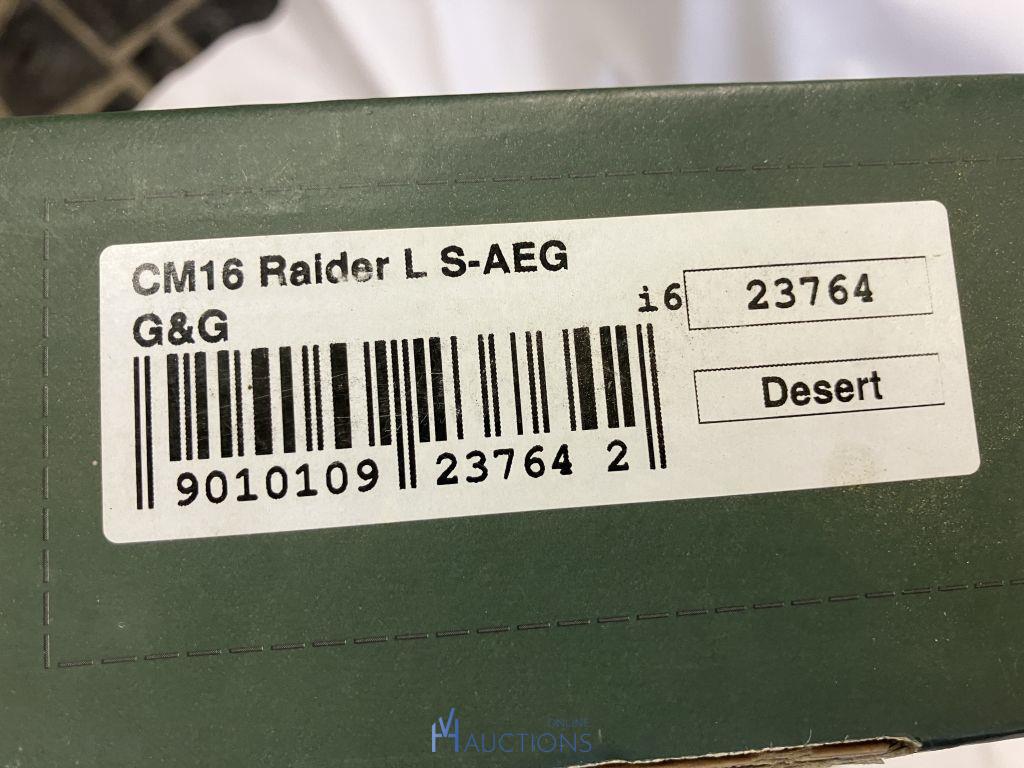 CM16 Raider L S-AEG
G&G
i6
23764
Desert
9010109 23764 2
ONLINE
AUCTIONS